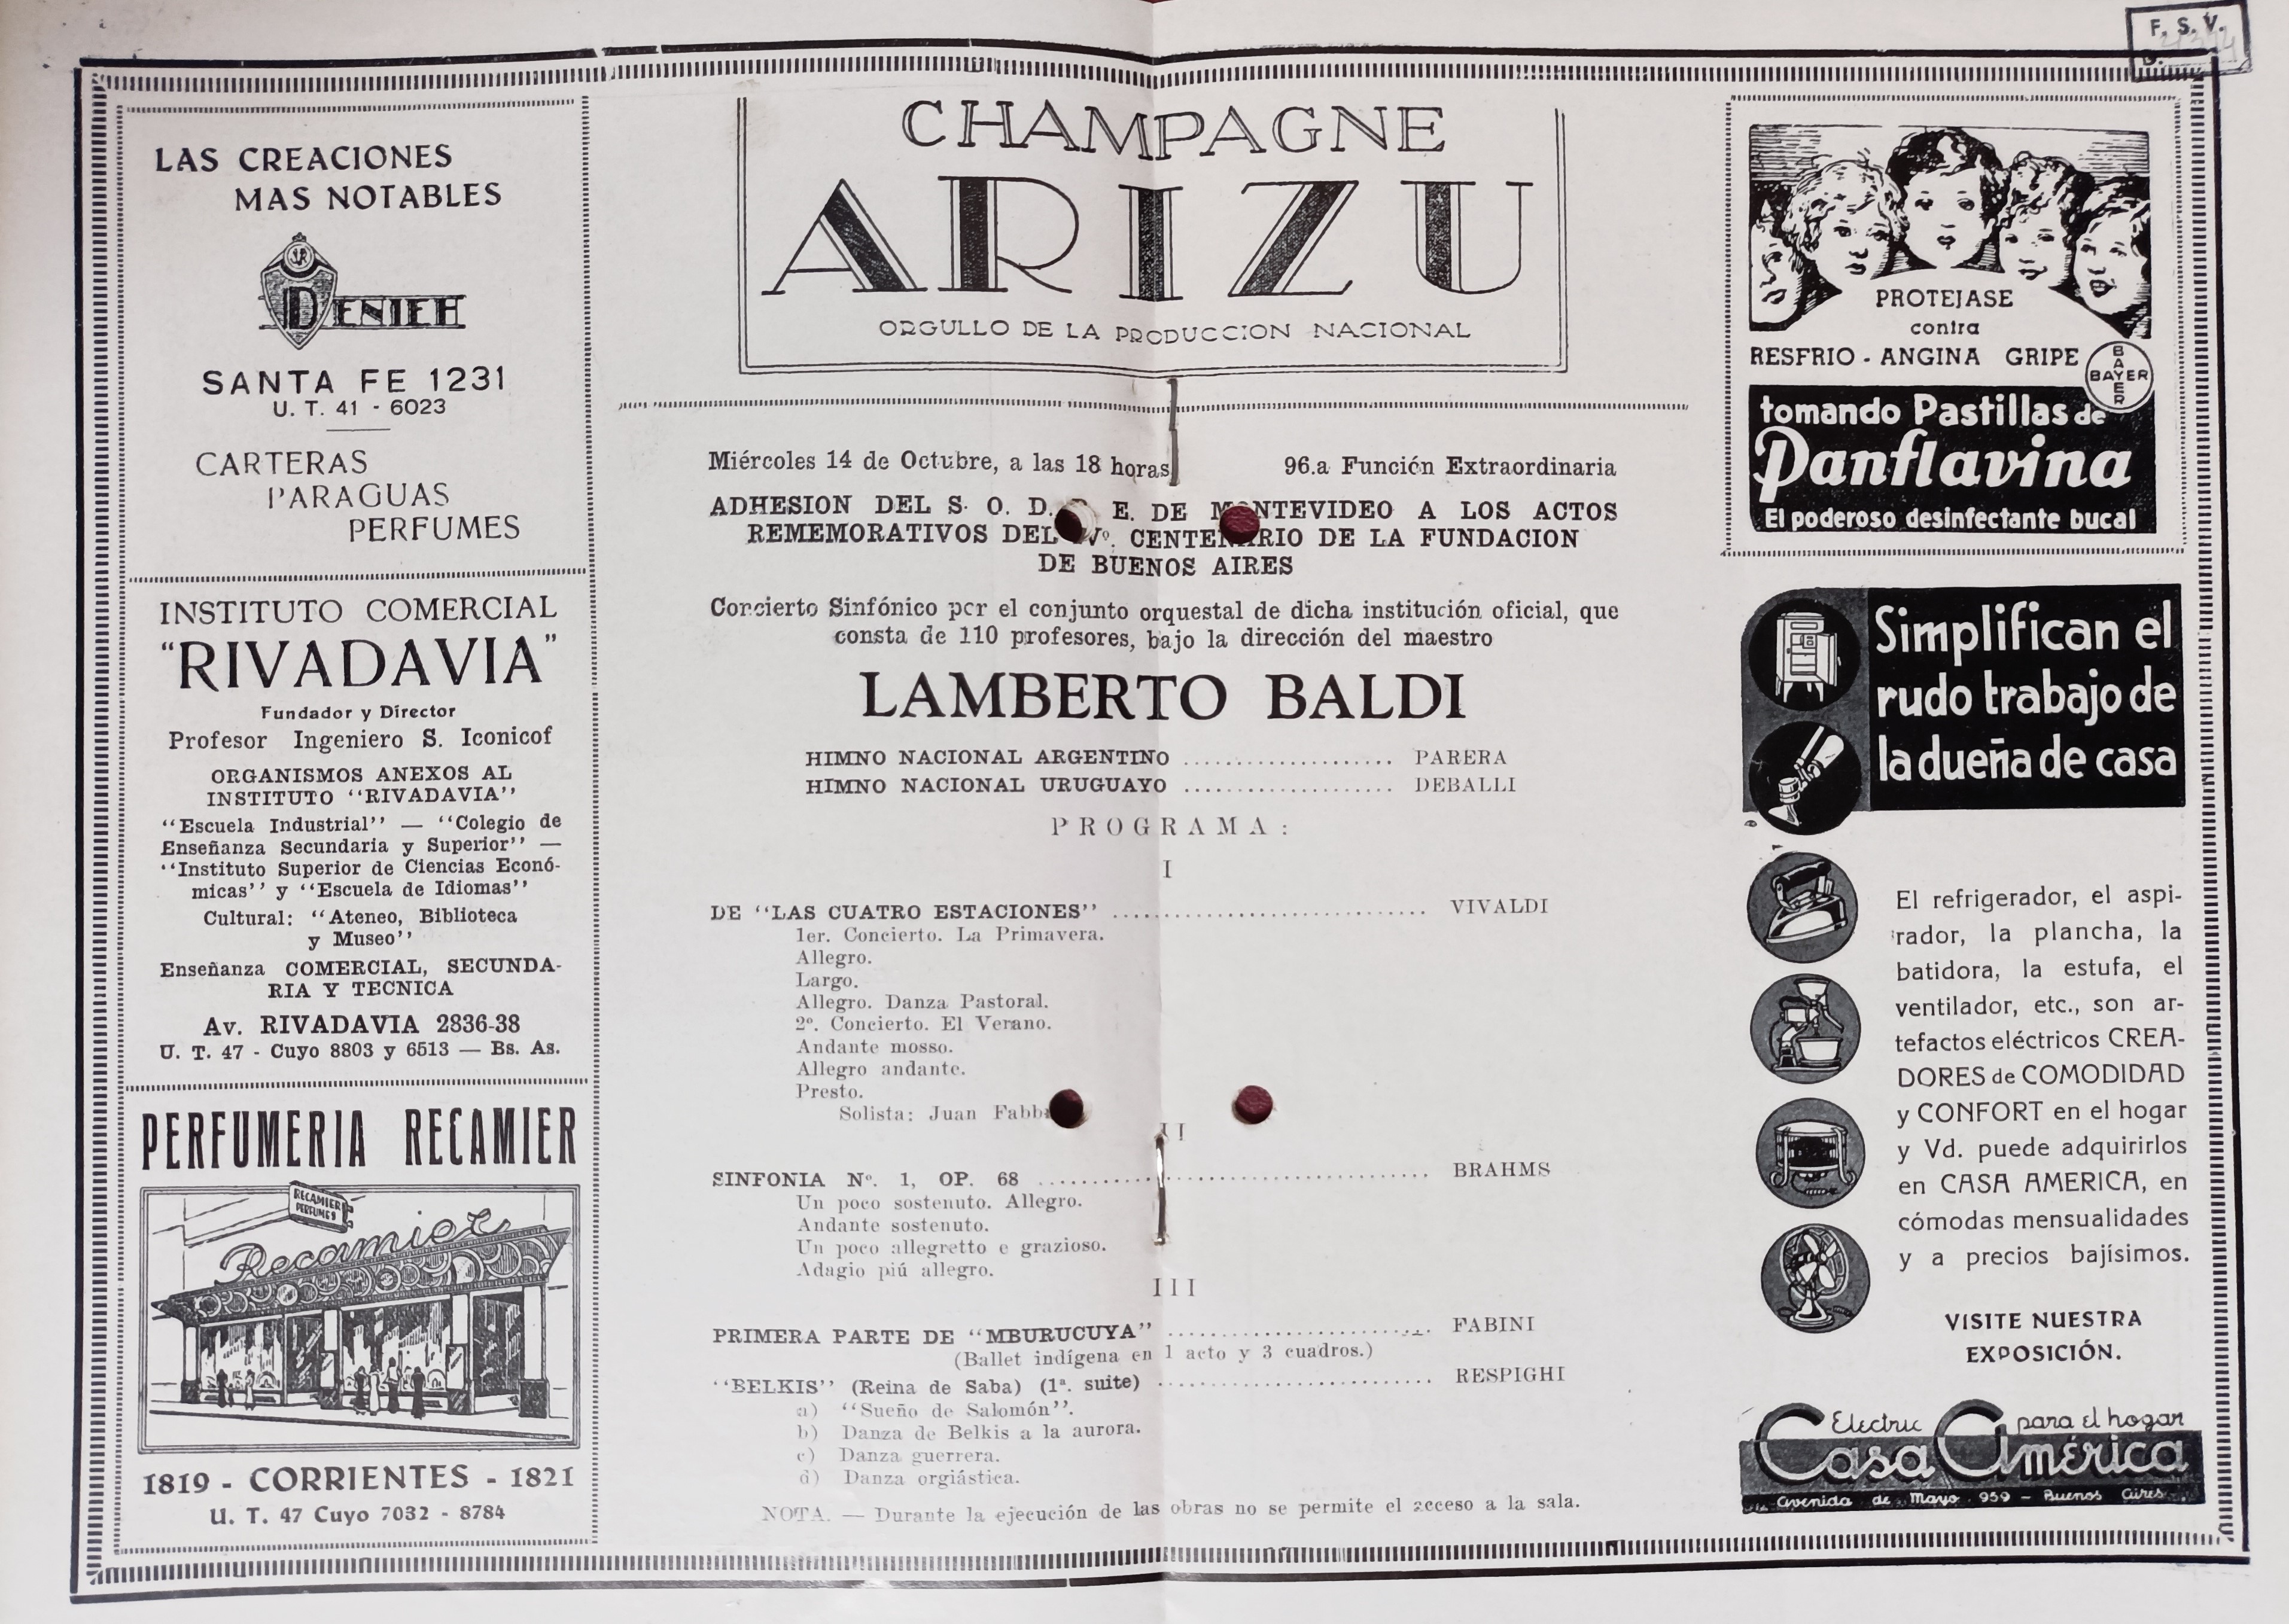 F. S. V.
LAS CREACIONES
MAS NOTABLES
DENIER
SANTA FE 1231
U. T. 41 - 6023
CARTERAS
PARAGUAS
PERFUMES
INSTITUTO COMERCIAL
"RIVADAVIA"
Fundador y Director
Profesor Ingeniero S. Iconicof
ORGANISMOS ANEXOS AL
INSTITUTO "RIVADAVIA"
"Escuela Industrial" — "Colegio de
Enseñanza Secundaria y Superior" —
"Instituto Superior de Ciencias Econó-
micas" y "Escuela de Idiomas"
Cultural: "Ateneo, Biblioteca
y Museo"
Enseñanza COMERCIAL, SECUNDA-
RIA Y TECNICA
Av. RIVADAVIA 2836-38
U. T. 47 - Cuyo 8803 y 6513 — Bs. As.
PERFUMERIA RECAMIER
RECAMIER
PERFUMES
Recamier
1819 - CORRIENTES - 1821
U. T. 47 Cuyo 7032 - 8784
CHAMPAGNE
ARIZU
ORGULLO DE LA PRODUCCION NACIONAL
Miércoles 14 de Octubre, a las 18 horas
96.a Función Extraordinaria
ADHESION DEL S. O. D. E. DE MONTEVIDEO A LOS ACTOS
REMEMORATIVOS DEL CENTENARIO DE LA FUNDACION
DE BUENOS AIRES
Concierto Sinfónico por el conjunto orquestal de dicha institución oficial, que
consta de 110 profesores, bajo la dirección del maestro
LAMBERTO BALDI
HIMNO NACIONAL ARGENTINO .................... PARERA
HIMNO NACIONAL URUGUAYO .................... DEBALLI
PROGRAMA:
I
DE "LAS CUATRO ESTACIONES" .............................. VIVALDI
1er. Concierto. La Primavera.
Allegro.
Largo.
Allegro. Danza Pastoral.
2º. Concierto. El Verano.
Andante mosso.
Allegro andante.
Presto.
Solista: Juan
II
SINFONIA Nº. 1, OP. 68 .................................... BRAHMS
Un poco sostenuto. Allegro.
Andante sostenuto.
Un poco allegretto e grazioso.
Adagio piú allegro.
III
PRIMERA PARTE DE "MBURUCUYA" ......................... FABINI
(Ballet indígena en 1 acto y 3 cuadros.)
"BELKIS" (Reina de Saba) (1ª. suite) .......................... RESPIGHI
a) "Sueño de Salomón".
b) Danza de Belkis a la aurora.
c) Danza guerrera.
d) Danza orgiástica.
NOTA. — Durante la ejecución de las obras no se permite el acceso a la sala.
PROTEJASE
contra
RESFRIO - ANGINA GRIPE
BAYER
BAYER
tomando Pastillas de
Panflavina
El poderoso desinfectante bucal
Simplifican el
rudo trabajo de
la dueña de casa
El refrigerador, el aspi-
rador, la plancha, la
batidora, la estufa, el
ventilador, etc., son ar-
tefactos eléctricos CREA-
DORES de COMODIDAD
y CONFORT en el hogar
y Vd. puede adquirirlos
en CASA AMERICA, en
cómodas mensualidades
y a precios bajísimos.
VISITE NUESTRA
EXPOSICIÓN.
Electric para el hogar
Casa América
Avenida de Mayo 959 - Buenos Aires